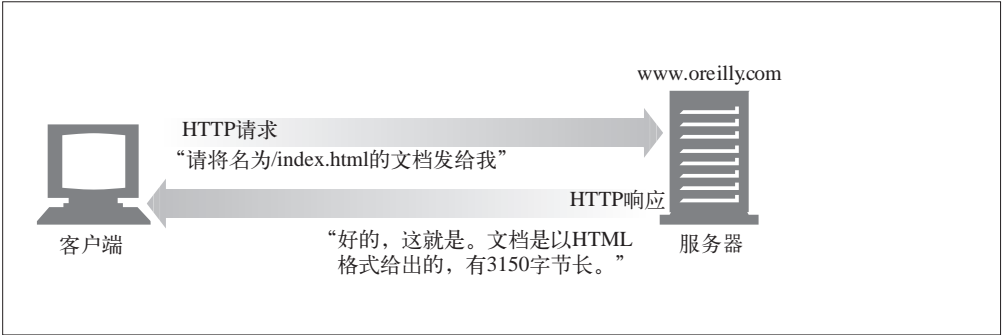 www.oreilly.com
HTTP请求
“请将名为/index.html的文档发给我”
HTTP响应
“好的，这就是。文档是以HTML
格式给出的，有3150字节长。”
客户端
服务器